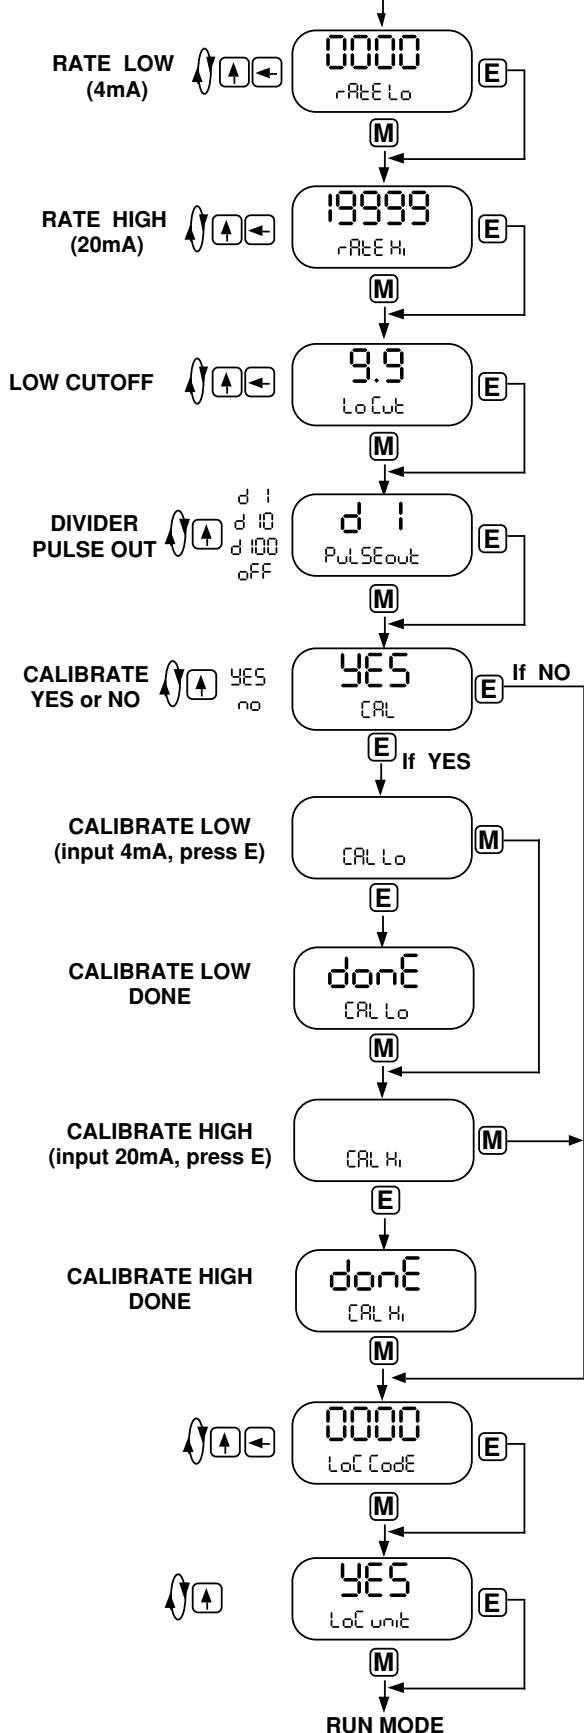 RATE LOW
(4mA)
0000
rAtE Lo
E
M
RATE HIGH
(20mA)
19999
rAtE Hi
E
M
LOW CUTOFF
9.9
Lo Cut
E
M
DIVIDER
PULSE OUT
d 1
d 10
d 100
oFF
d 1
PuLSEout
E
M
CALIBRATE
YES or NO
YES
no
YES
CAL
E
If NO
E
If YES
CALIBRATE LOW
(input 4mA, press E)
CAL Lo
M
E
CALIBRATE LOW
DONE
donE
CAL Lo
M
CALIBRATE HIGH
(input 20mA, press E)
CAL Hi
M
E
CALIBRATE HIGH
DONE
donE
CAL Hi
M
0000
LoC CodE
E
M
YES
LoC unit
E
M
RUN MODE